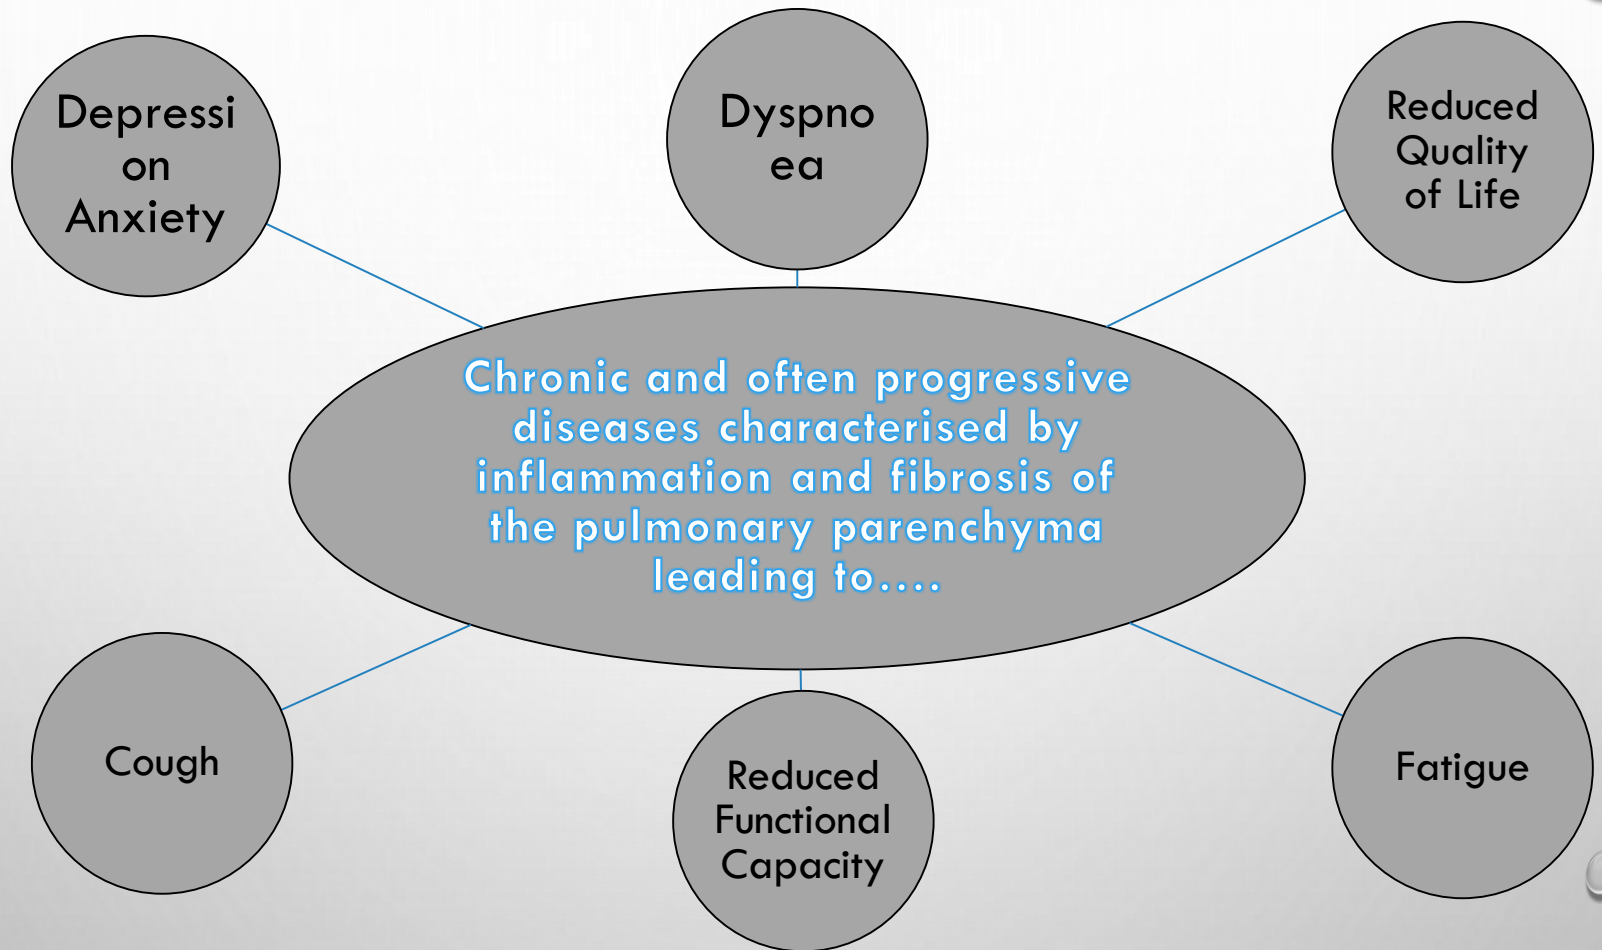 Depressi
on
Anxiety
Dyspno
ea
Reduced
Quality
of Life
Chronic and often progressive
diseases characterised by
inflammation and fibrosis of
the pulmonary parenchyma
leading to....
Cough
Reduced
Functional
Capacity
Fatigue